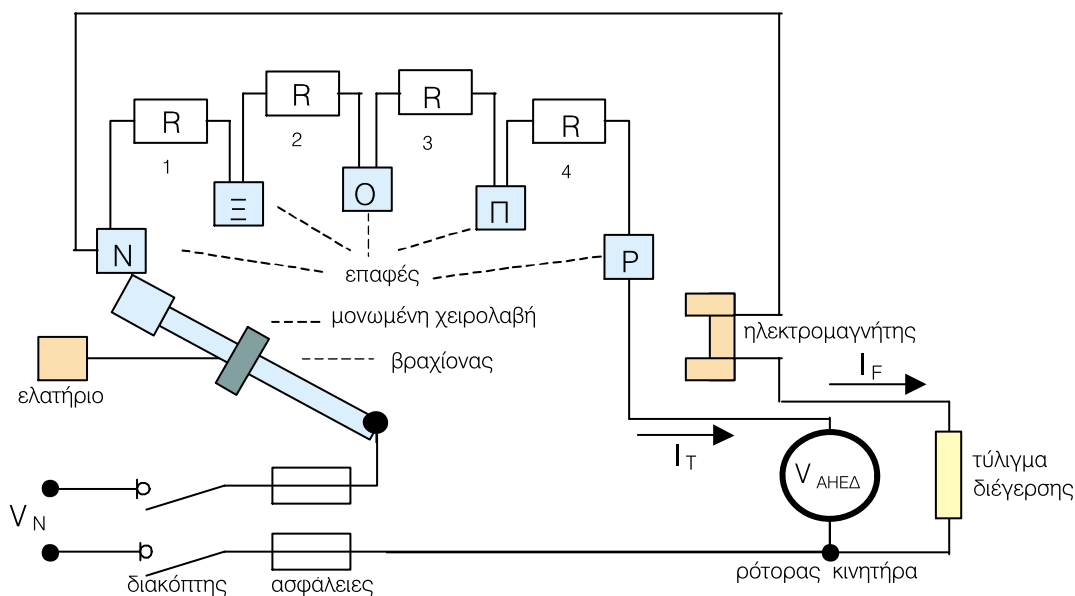 R
1
R
2
R
3
R
4
Ν
Ξ
Ο
Π
Ρ
επαφές
μονωμένη χειρολαβή
βραχίονας
ελατήριο
ηλεκτρομαγνήτης
I F
I T
V ΑΗΕΔ
τύλιγμα
διέγερσης
V N
διακόπτης
ασφάλειες
ρότορας κινητήρα